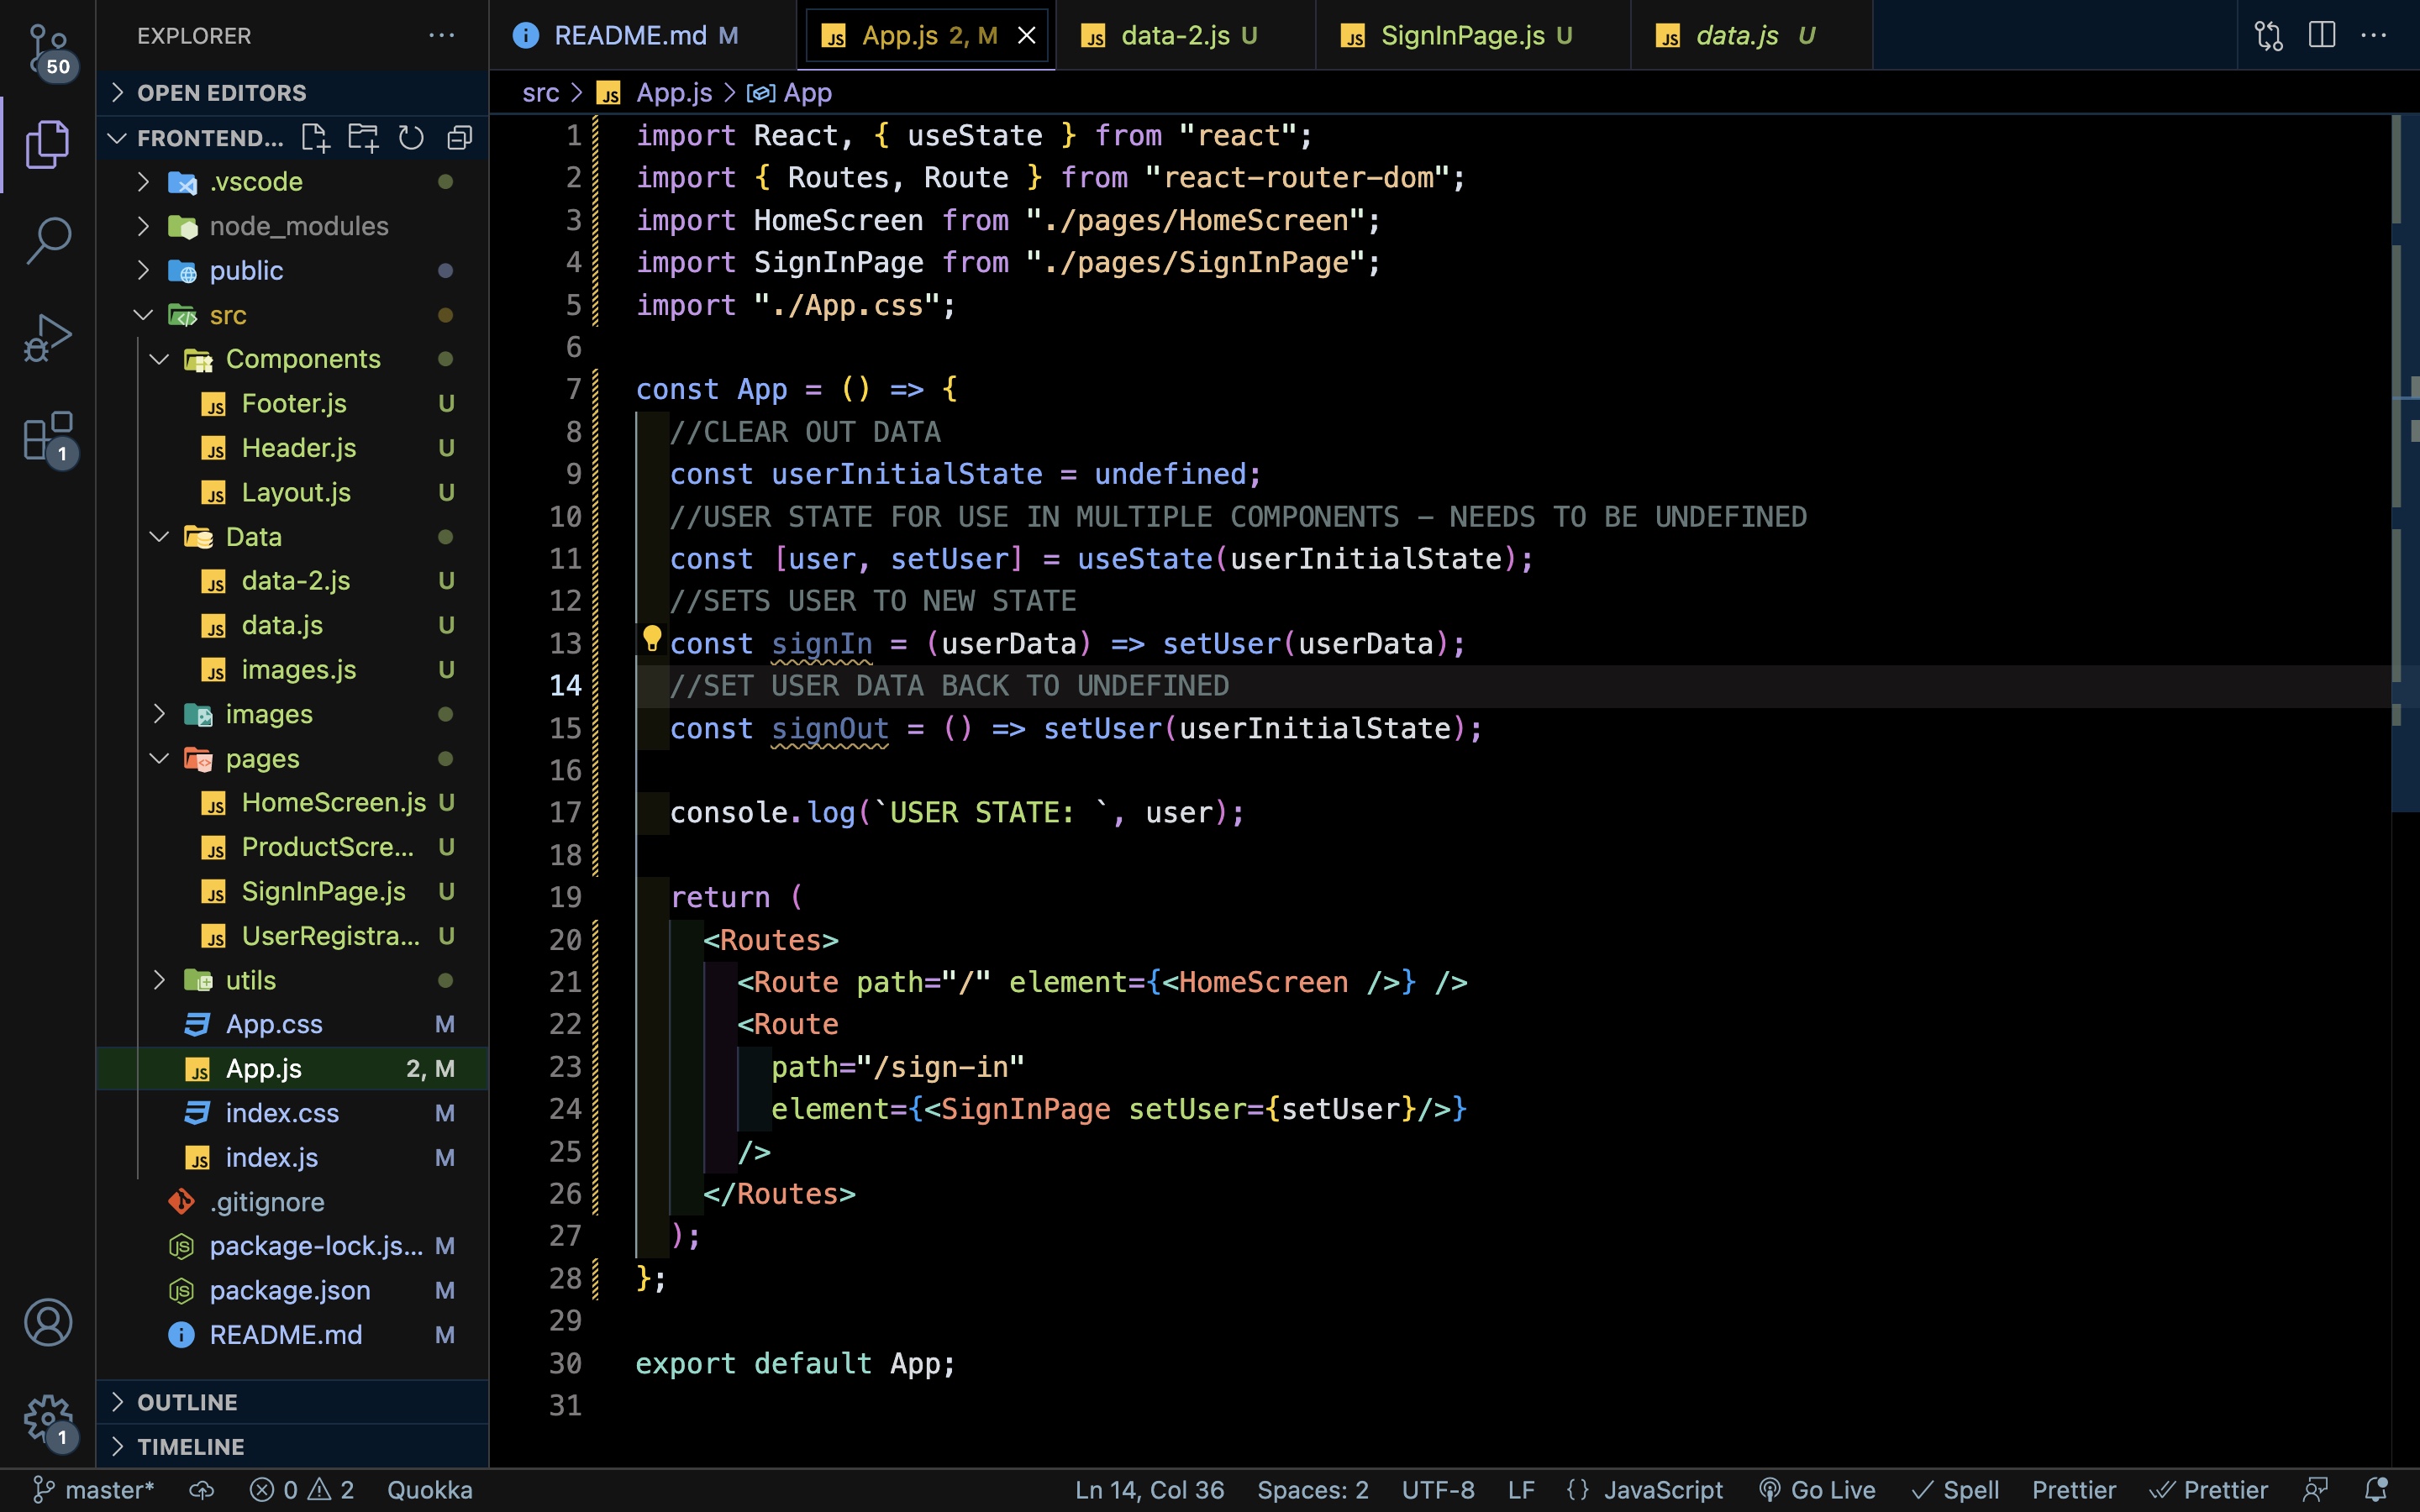 EXPLORER
README.md M
App.js 2, M
data-2.js U
SignInPage.js U
data.js U
50
OPEN EDITORS
src > App.js > App
FRONTEND...
.vscode
node_modules
public
src
Components
Footer.js U
Header.js U
Layout.js U
Data
data-2.js U
data.js U
images.js U
images
pages
HomeScreen.js U
ProductScre... U
SignInPage.js U
UserRegistra... U
utils
App.css M
App.js 2, M
index.css M
index.js M
.gitignore
package-lock.js... M
package.json M
README.md M
OUTLINE
TIMELINE
1
1
1 import React, { useState } from "react";
2 import { Routes, Route } from "react-router-dom";
3 import HomeScreen from "./pages/HomeScreen";
4 import SignInPage from "./pages/SignInPage";
5 import "./App.css";
6
7 const App = () => {
8 //CLEAR OUT DATA
9 const userInitialState = undefined;
10 //USER STATE FOR USE IN MULTIPLE COMPONENTS - NEEDS TO BE UNDEFINED
11 const [user, setUser] = useState(userInitialState);
12 //SETS USER TO NEW STATE
13 const signIn = (userData) => setUser(userData);
14 //SET USER DATA BACK TO UNDEFINED
15 const signOut = () => setUser(userInitialState);
16
17 console.log(`USER STATE: `, user);
18
19 return (
20 <Routes>
21 <Route path="/" element={<HomeScreen />} />
22 <Route
23 path="/sign-in"
24 element={<SignInPage setUser={setUser}/>}
25 />
26 </Routes>
27 );
28 };
29
30 export default App;
31
master* 0 2 Quokka Ln 14, Col 36 Spaces: 2 UTF-8 LF {} JavaScript Go Live Spell Prettier Prettier